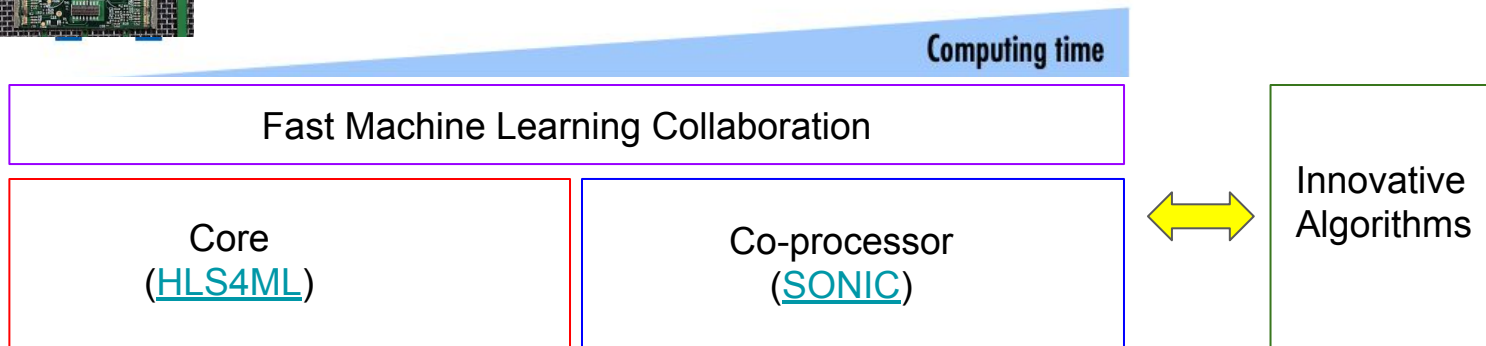 Computing time
Fast Machine Learning Collaboration
Core
(HLS4ML)
Co-processor
(SONIC)
Innovative
Algorithms